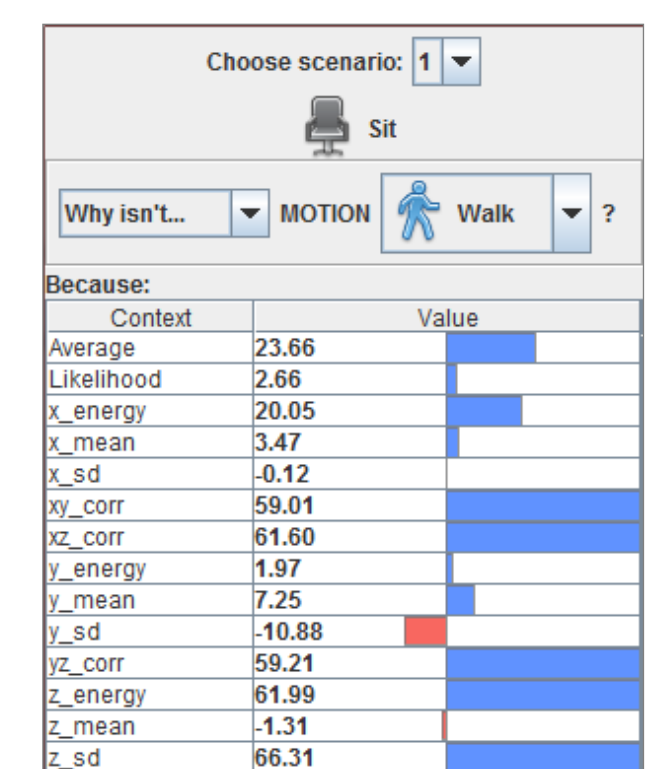 Choose scenario: 1
Sit
Why isn't... MOTION Walk ?
Because:
Context Value
Average 23.66
Likelihood 2.66
x_energy 20.05
x_mean 3.47
x_sd -0.12
xy_corr 59.01
xz_corr 61.60
y_energy 1.97
y_mean 7.25
y_sd -10.88
yz_corr 59.21
z_energy 61.99
z_mean -1.31
z_sd 66.31